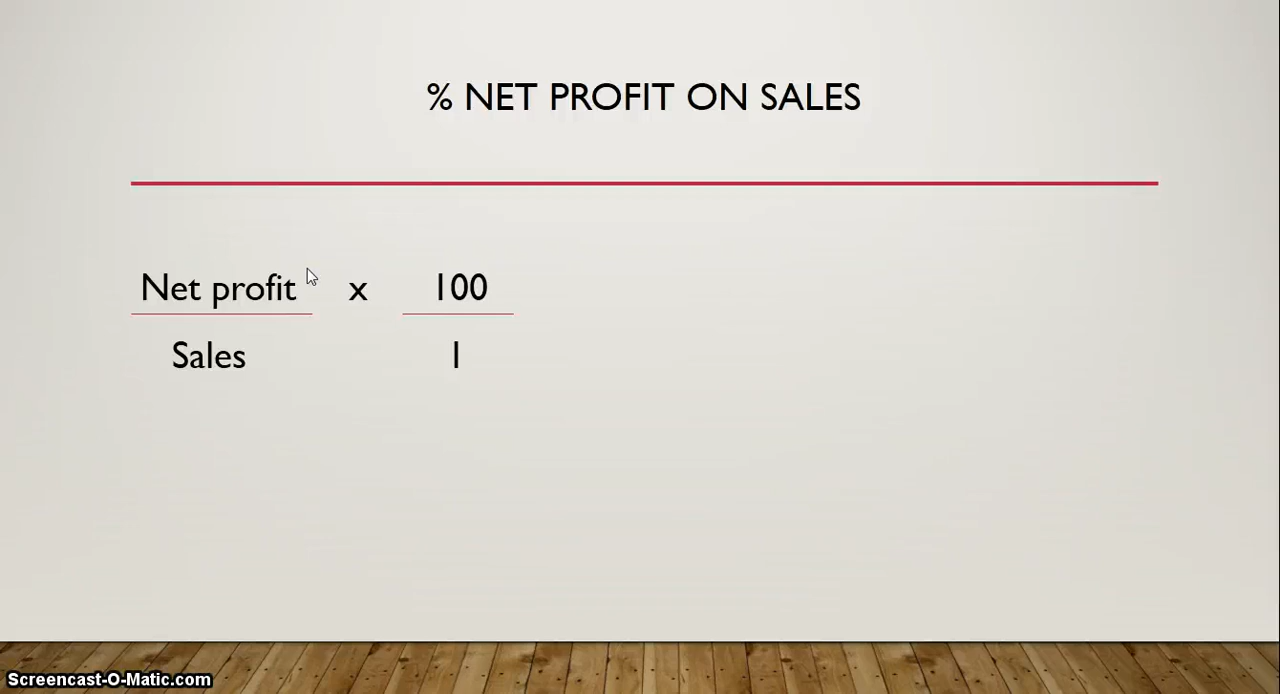 % NET PROFIT ON SALES
Net profit x 100
Sales 1
Screencast-O-Matic.com